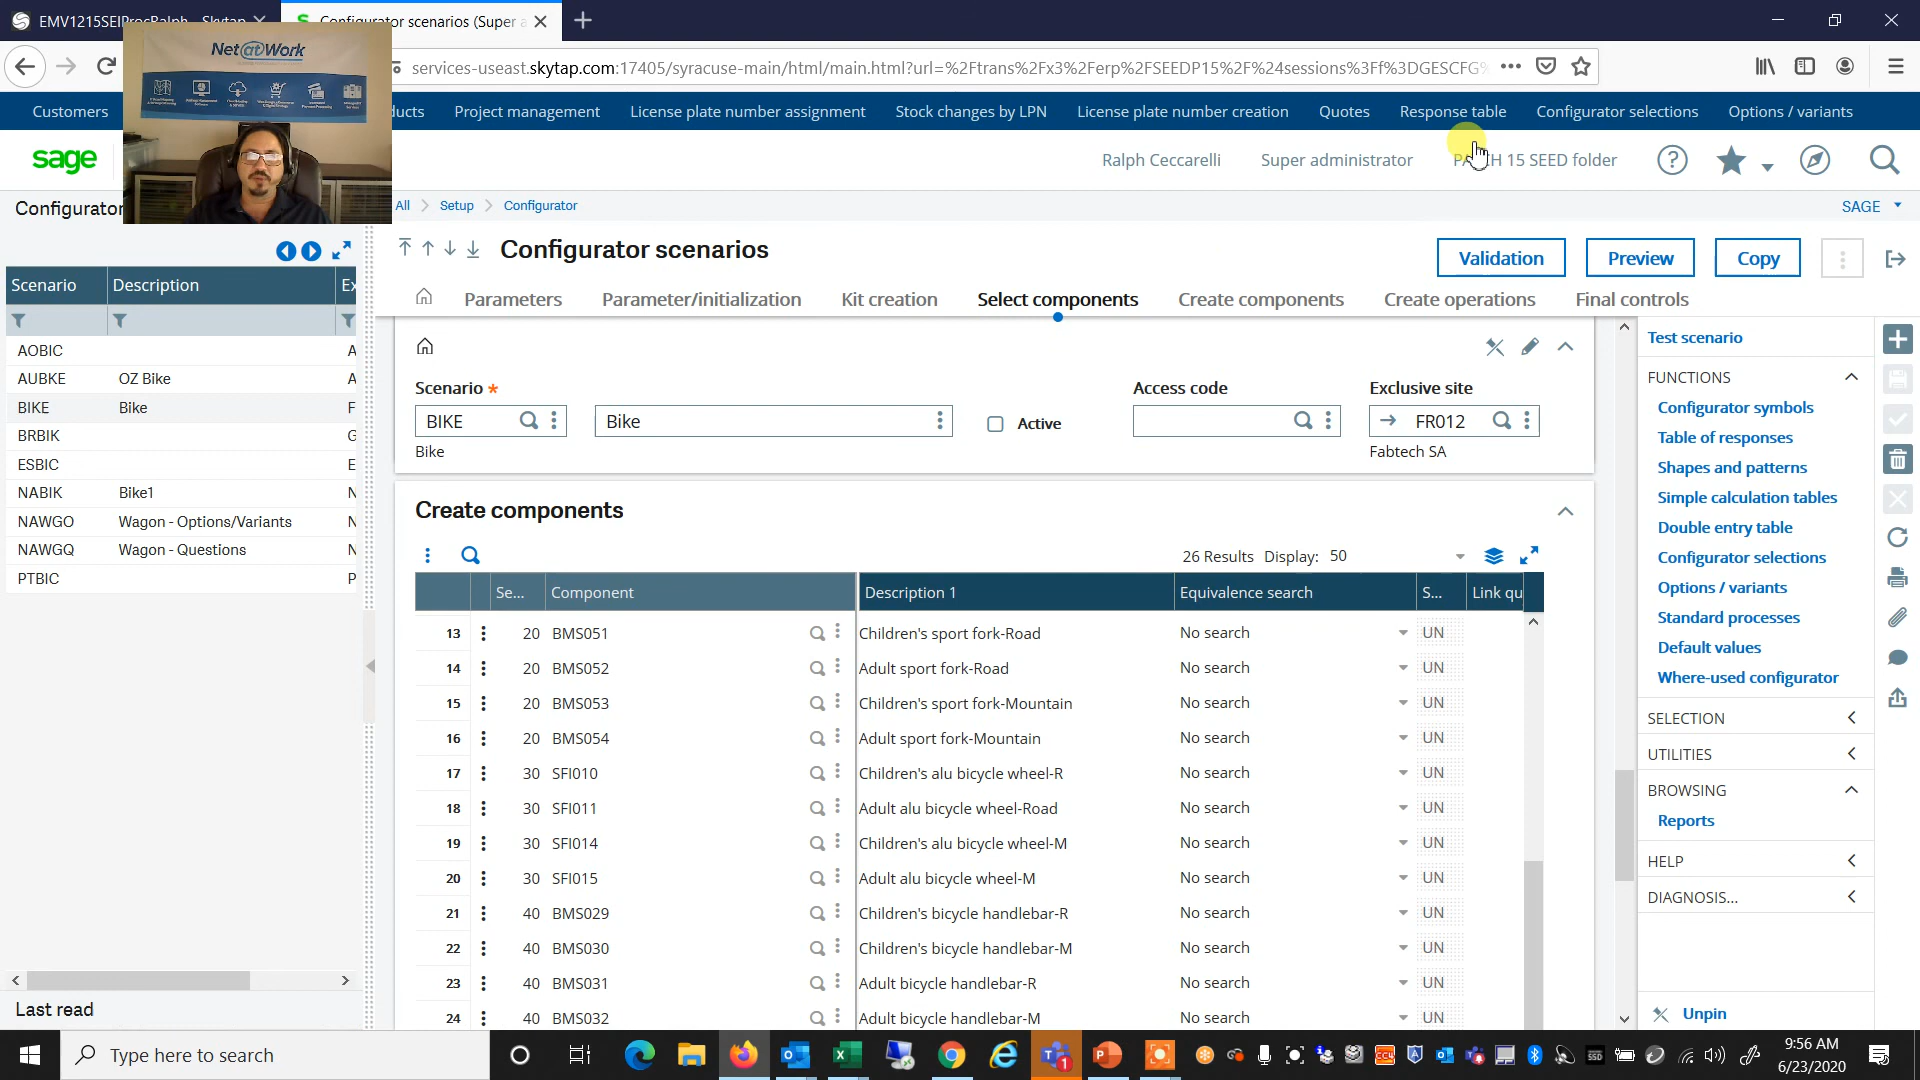 EMV1215SEIProcRalph - Skytap
Configurator scenarios (Super a
services-useast.skytap.com:17405/syracuse-main/html/main.html?url=%2Ftrans%2Fx3%2Ferp%2FSEEDP15%2F%24sessions%3Ff%3DGESCFG%
Net@Work
Customers
ducts
Project management
License plate number assignment
Stock changes by LPN
License plate number creation
Quotes
Response table
Configurator selections
Options / variants
sage
Ralph Ceccarelli
Super administrator
PATCH 15 SEED folder
Configurator
All
Setup
Configurator
SAGE
Configurator scenarios
Validation
Preview
Copy
Parameters
Parameter/initialization
Kit creation
Select components
Create components
Create operations
Final controls
Scenario Description Ex
AOBIC A
AUBKE OZ Bike A
BIKE Bike F
BRBIK G
ESBIC E
NABIK Bike1 N
NAWGO Wagon - Options/Variants N
NAWGQ Wagon - Questions N
PTBIC P
Last read
Scenario *
Access code
Exclusive site
BIKE
Bike
Active
FR012
Bike
Fabtech SA
Create components
26 Results Display: 50
Se... Component Description 1 Equivalence search S... Link qu
13 20 BMS051 Children's sport fork-Road No search UN
14 20 BMS052 Adult sport fork-Road No search UN
15 20 BMS053 Children's sport fork-Mountain No search UN
16 20 BMS054 Adult sport fork-Mountain No search UN
17 30 SFI010 Children's alu bicycle wheel-R No search UN
18 30 SFI011 Adult alu bicycle wheel-Road No search UN
19 30 SFI014 Children's alu bicycle wheel-M No search UN
20 30 SFI015 Adult alu bicycle wheel-M No search UN
21 40 BMS029 Children's bicycle handlebar-R No search UN
22 40 BMS030 Children's bicycle handlebar-M No search UN
23 40 BMS031 Adult bicycle handlebar-R No search UN
24 40 BMS032 Adult bicycle handlebar-M No search UN
Test scenario
FUNCTIONS
Configurator symbols
Table of responses
Shapes and patterns
Simple calculation tables
Double entry table
Configurator selections
Options / variants
Standard processes
Default values
Where-used configurator
SELECTION
UTILITIES
BROWSING
Reports
HELP
DIAGNOSIS...
Unpin
Type here to search
9:56 AM
6/23/2020